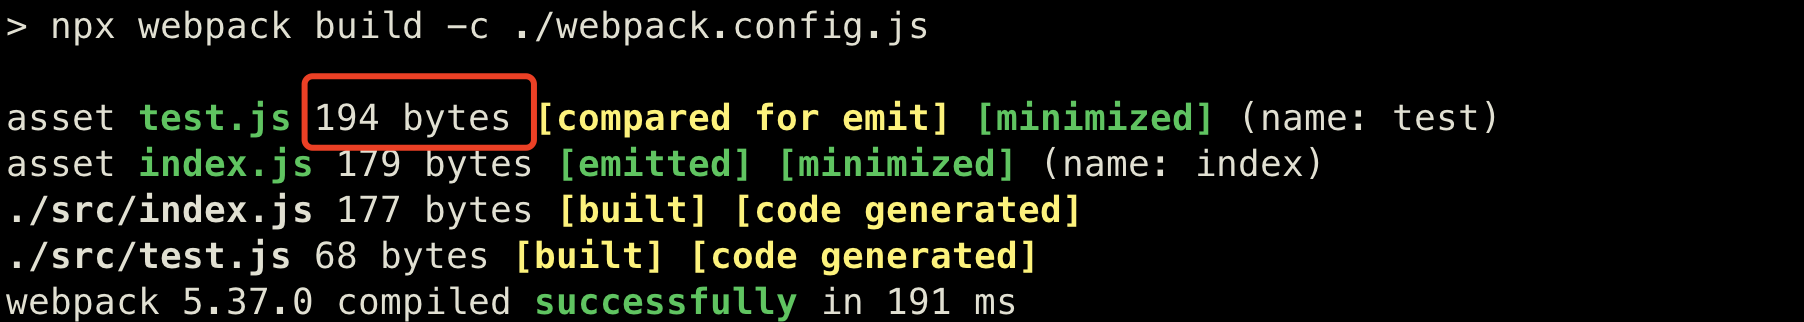 > npx webpack build -c ./webpack.config.js
asset test.js 194 bytes [compared for emit] [minimized] (name: test)
asset index.js 179 bytes [emitted] [minimized] (name: index)
./src/index.js 177 bytes [built] [code generated]
./src/test.js 68 bytes [built] [code generated]
webpack 5.37.0 compiled successfully in 191 ms